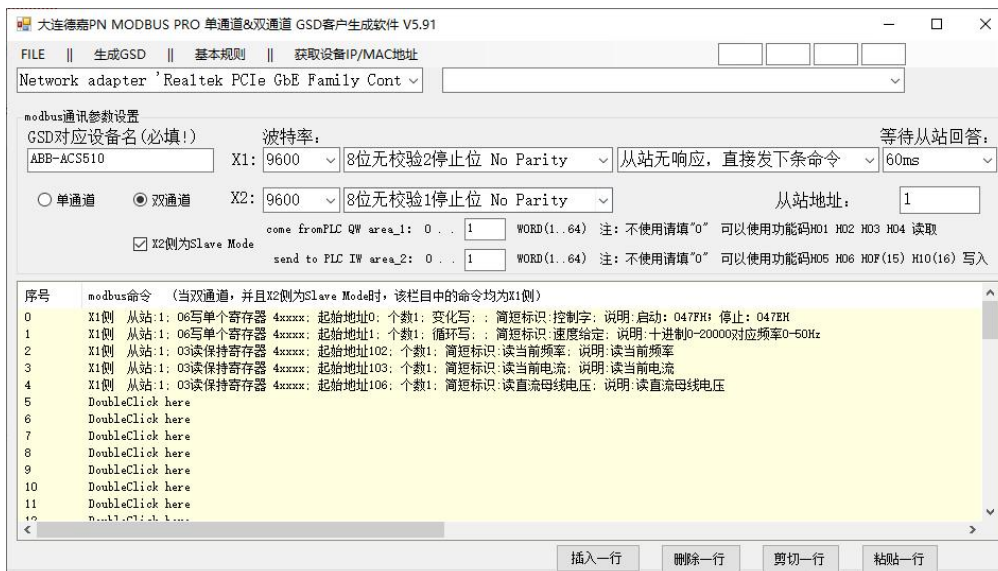 大连德嘉PN MODBUS PRO 单通道&双通道 GSD客户生成软件 V5.91
FILE || 生成GSD || 基本规则 || 获取设备IP/MAC地址
Network adapter 'Realtek PCIe GbE Family Cont
modbus通讯参数设置
GSD对应设备名(必填!) 波特率: 等待从站回答:
ABB-ACS510 X1: 9600 8位无校验2停止位 No Parity 从站无响应, 直接发下条命令 60ms
单通道 双通道 X2: 9600 8位无校验1停止位 No Parity 从站地址: 1
X2侧为Slave Mode
come fromPLC QW area_1: 0 . . 1 WORD(1..64) 注: 不使用请填"0" 可以使用功能码H01 H02 H03 H04 读取
send to PLC IW area_2: 0 . . 1 WORD(1..64) 注: 不使用请填"0" 可以使用功能码H05 H06 H0F(15) H10(16) 写入
序号 modbus命令 (当双通道, 并且X2侧为Slave Mode时, 该栏目中的命令均为X1侧)
0 X1侧 从站:1; 06写单个寄存器 4xxxx; 起始地址0; 个数1; 变化写; ; 简短标识:控制字; 说明:启动: 047FH; 停止: 047EH
1 X1侧 从站:1; 06写单个寄存器 4xxxx; 起始地址1; 个数1; 循环写; ; 简短标识:速度给定; 说明:十进制0-20000对应频率0-50Hz
2 X1侧 从站:1; 03读保持寄存器 4xxxx; 起始地址102; 个数1; 简短标识:读当前频率; 说明:读当前频率
3 X1侧 从站:1; 03读保持寄存器 4xxxx; 起始地址103; 个数1; 简短标识:读当前电流; 说明:读当前电流
4 X1侧 从站:1; 03读保持寄存器 4xxxx; 起始地址106; 个数1; 简短标识:读直流母线电压; 说明:读直流母线电压
5 DoubleClick here
6 DoubleClick here
7 DoubleClick here
8 DoubleClick here
9 DoubleClick here
10 DoubleClick here
11 DoubleClick here
12 DoubleClick here
插入一行 删除一行 剪切一行 粘贴一行